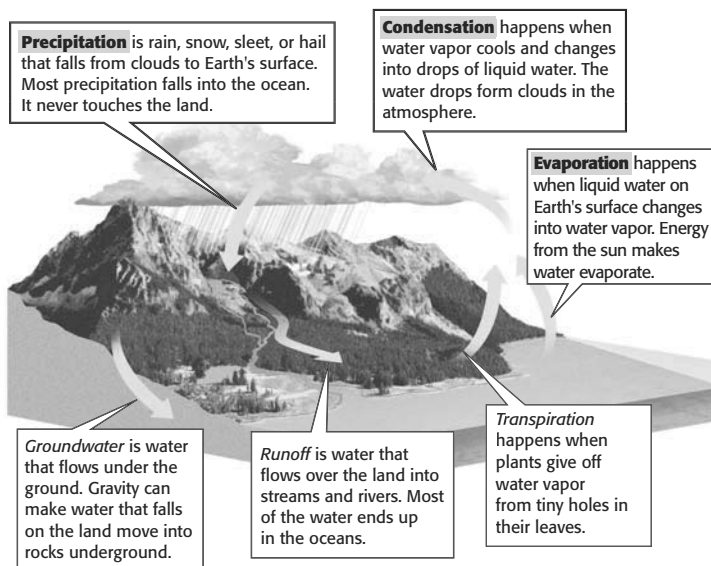 Precipitation is rain, snow, sleet, or hail
that falls from clouds to Earth's surface.
Most precipitation falls into the ocean.
It never touches the land.
Condensation happens when
water vapor cools and changes
into drops of liquid water. The
water drops form clouds in the
atmosphere.
Evaporation happens
when liquid water on
Earth's surface changes
into water vapor. Energy
from the sun makes
water evaporate.
Groundwater is water
that flows under the
ground. Gravity can
make water that falls
on the land move into
rocks underground.
Runoff is water that
flows over the land into
streams and rivers. Most
of the water ends up
in the oceans.
Transpiration
happens when
plants give off
water vapor
from tiny holes in
their leaves.